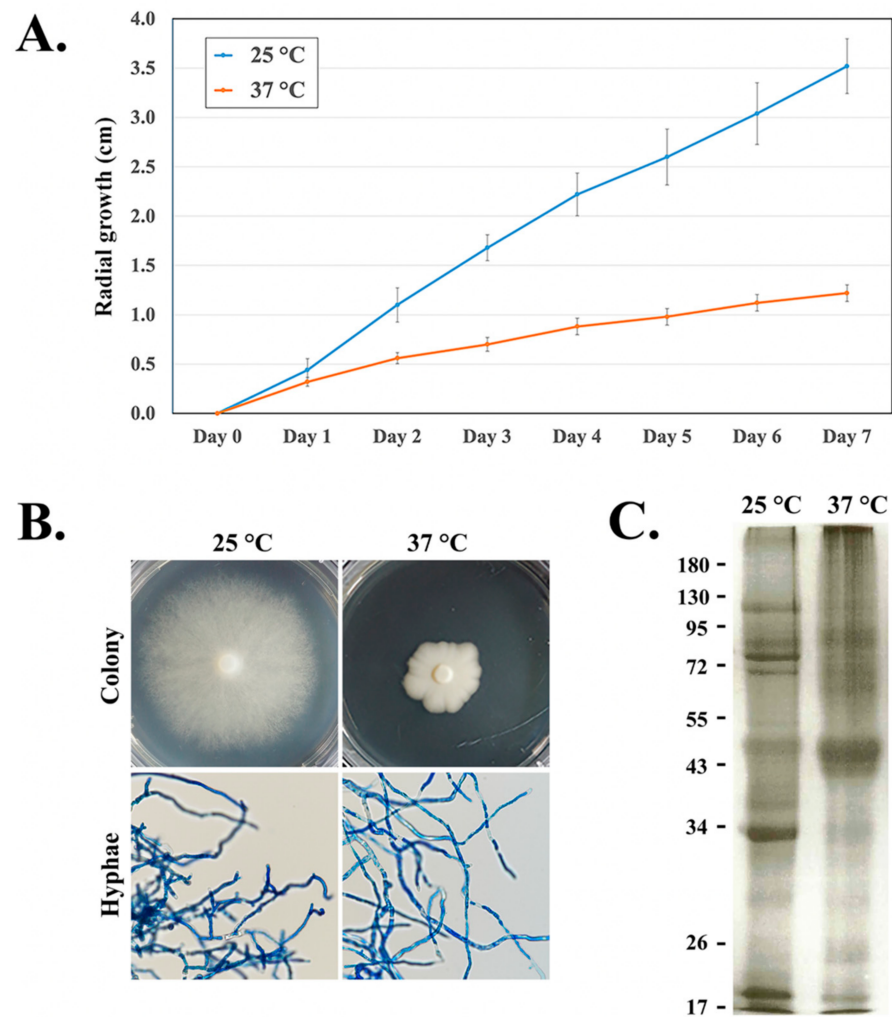 A.
4.0
3.5
3.0
2.5
2.0
1.5
1.0
0.5
0.0
Radial growth (cm)
25 °C
37 °C
Day 0 Day 1 Day 2 Day 3 Day 4 Day 5 Day 6 Day 7
B.
25 °C 37 °C
Colony
Hyphae
C.
25 °C 37 °C
180
130
95
72
55
43
34
26
17